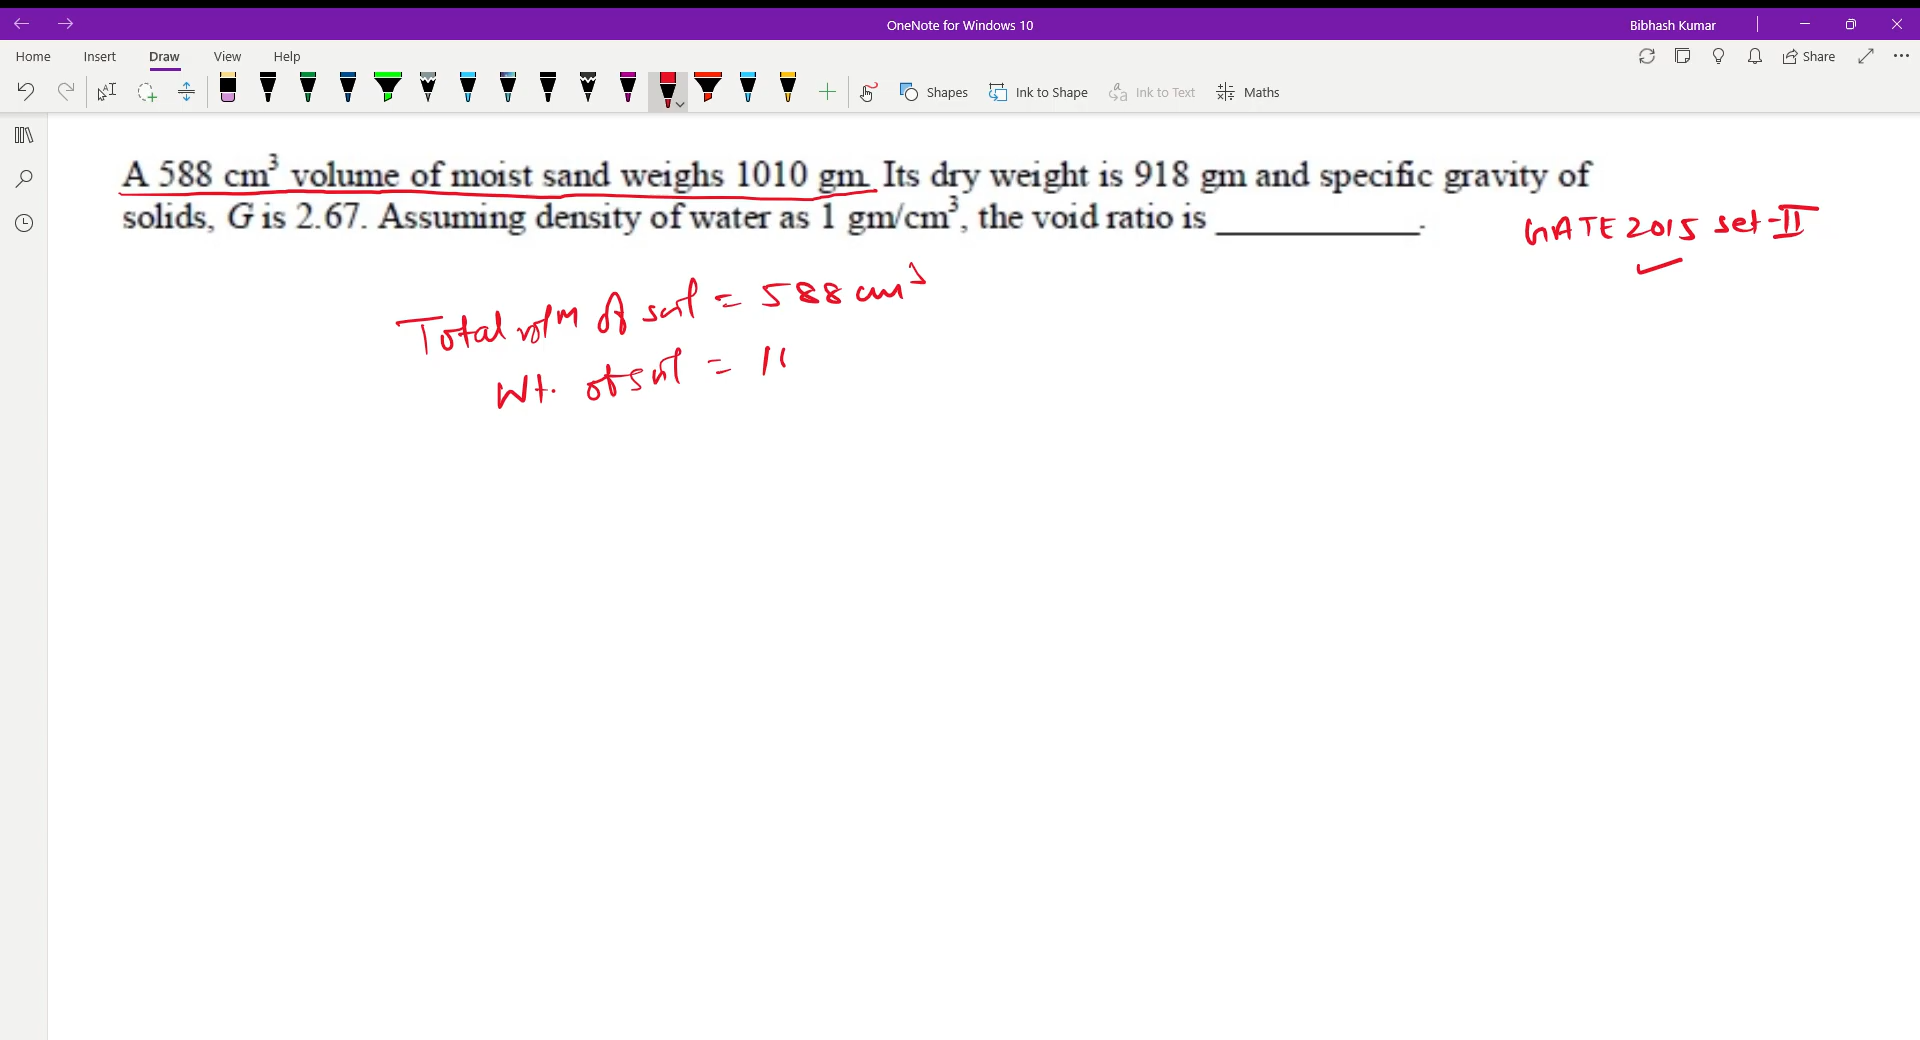 OneNote for Windows 10
Bibhash Kumar
Home Insert Draw View Help
Share
Shapes Ink to Shape Ink to Text Maths
A 588 cm³ volume of moist sand weighs 1010 gm. Its dry weight is 918 gm and specific gravity of
solids, G is 2.67. Assuming density of water as 1 gm/cm³, the void ratio is ____________.
GATE 2015 set-II
Total volm of soil = 588 cm³
Wt. of soil = 10